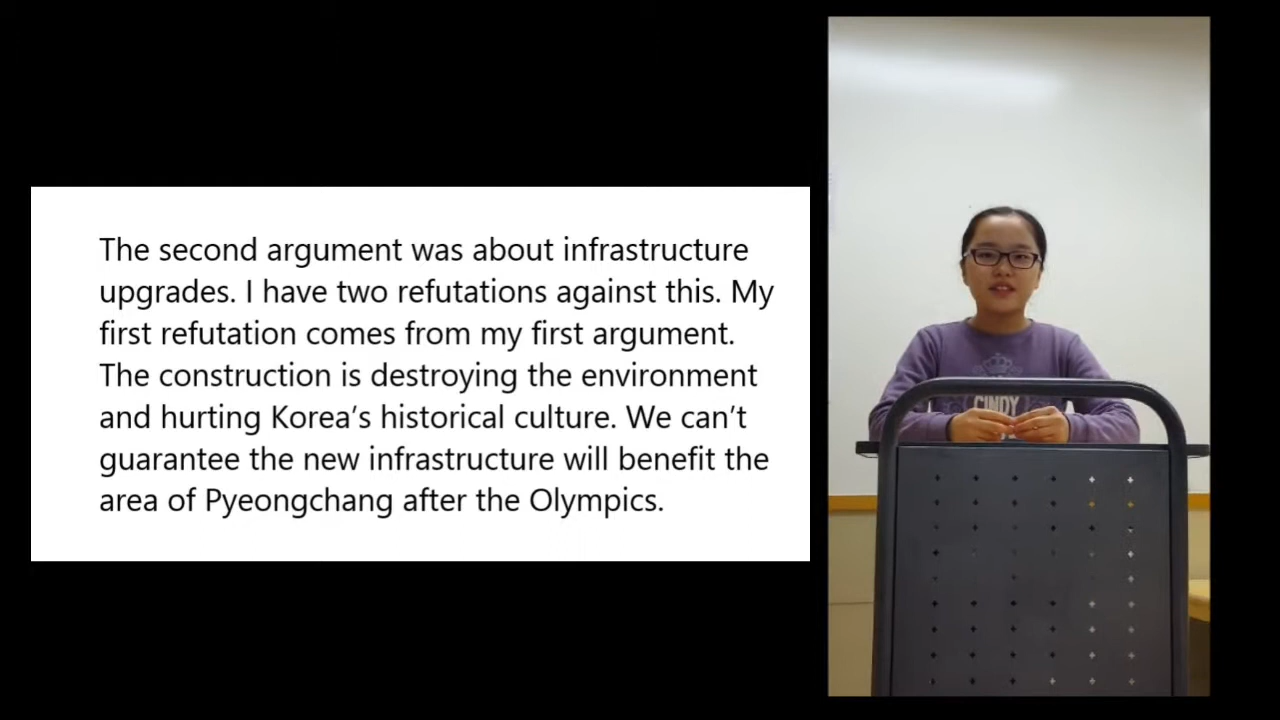 The second argument was about infrastructure
upgrades. I have two refutations against this. My
first refutation comes from my first argument.
The construction is destroying the environment
and hurting Korea’s historical culture. We can’t
guarantee the new infrastructure will benefit the
area of Pyeongchang after the Olympics.
CINDY